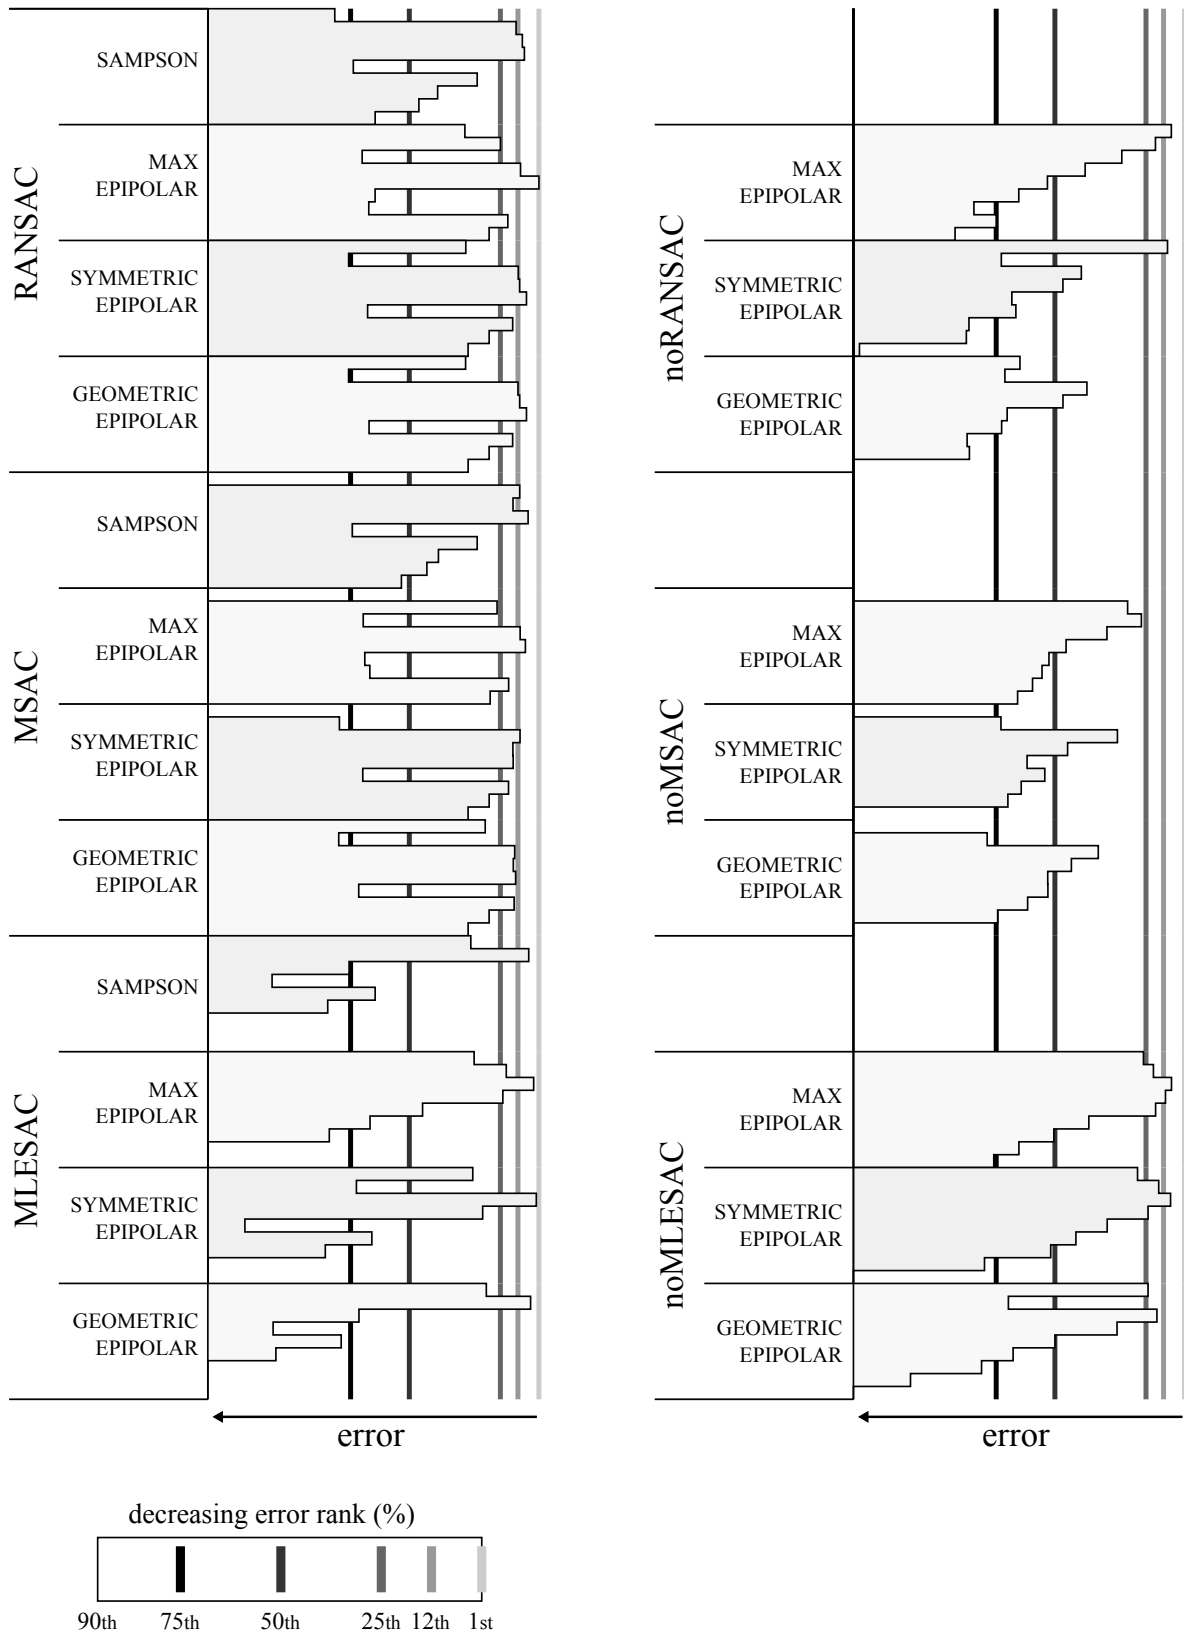 RANSAC
SAMPSON
MAX
EPIPOLAR
SYMMETRIC
EPIPOLAR
GEOMETRIC
EPIPOLAR
MSAC
SAMPSON
MAX
EPIPOLAR
SYMMETRIC
EPIPOLAR
GEOMETRIC
EPIPOLAR
MLESAC
SAMPSON
MAX
EPIPOLAR
SYMMETRIC
EPIPOLAR
GEOMETRIC
EPIPOLAR
error
noRANSAC
MAX
EPIPOLAR
SYMMETRIC
EPIPOLAR
GEOMETRIC
EPIPOLAR
noMSAC
MAX
EPIPOLAR
SYMMETRIC
EPIPOLAR
GEOMETRIC
EPIPOLAR
noMLESAC
MAX
EPIPOLAR
SYMMETRIC
EPIPOLAR
GEOMETRIC
EPIPOLAR
error
decreasing error rank (%)
90th 75th 50th 25th 12th 1st